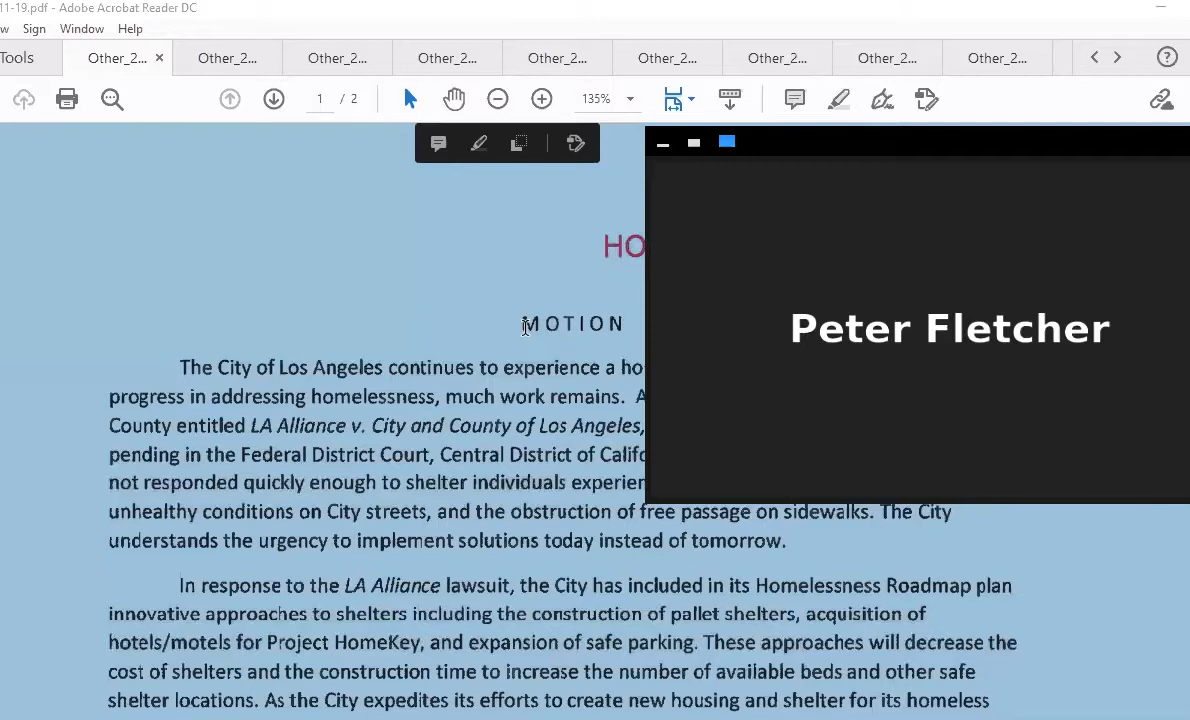 11-19.pdf - Adobe Acrobat Reader DC
w Sign Window Help
Tools Other_2... × Other_2... Other_2... Other_2... Other_2... Other_2... Other_2... Other_2... Other_2... ?
1 / 2 135%
HO
MOTION
Peter Fletcher
The City of Los Angeles continues to experience a ho
progress in addressing homelessness, much work remains. A
County entitled LA Alliance v. City and County of Los Angeles,
pending in the Federal District Court, Central District of Califo
not responded quickly enough to shelter individuals experien
unhealthy conditions on City streets, and the obstruction of free passage on sidewalks. The City
understands the urgency to implement solutions today instead of tomorrow.
In response to the LA Alliance lawsuit, the City has included in its Homelessness Roadmap plan
innovative approaches to shelters including the construction of pallet shelters, acquisition of
hotels/motels for Project HomeKey, and expansion of safe parking. These approaches will decrease the
cost of shelters and the construction time to increase the number of available beds and other safe
shelter locations. As the City expedites its efforts to create new housing and shelter for its homeless